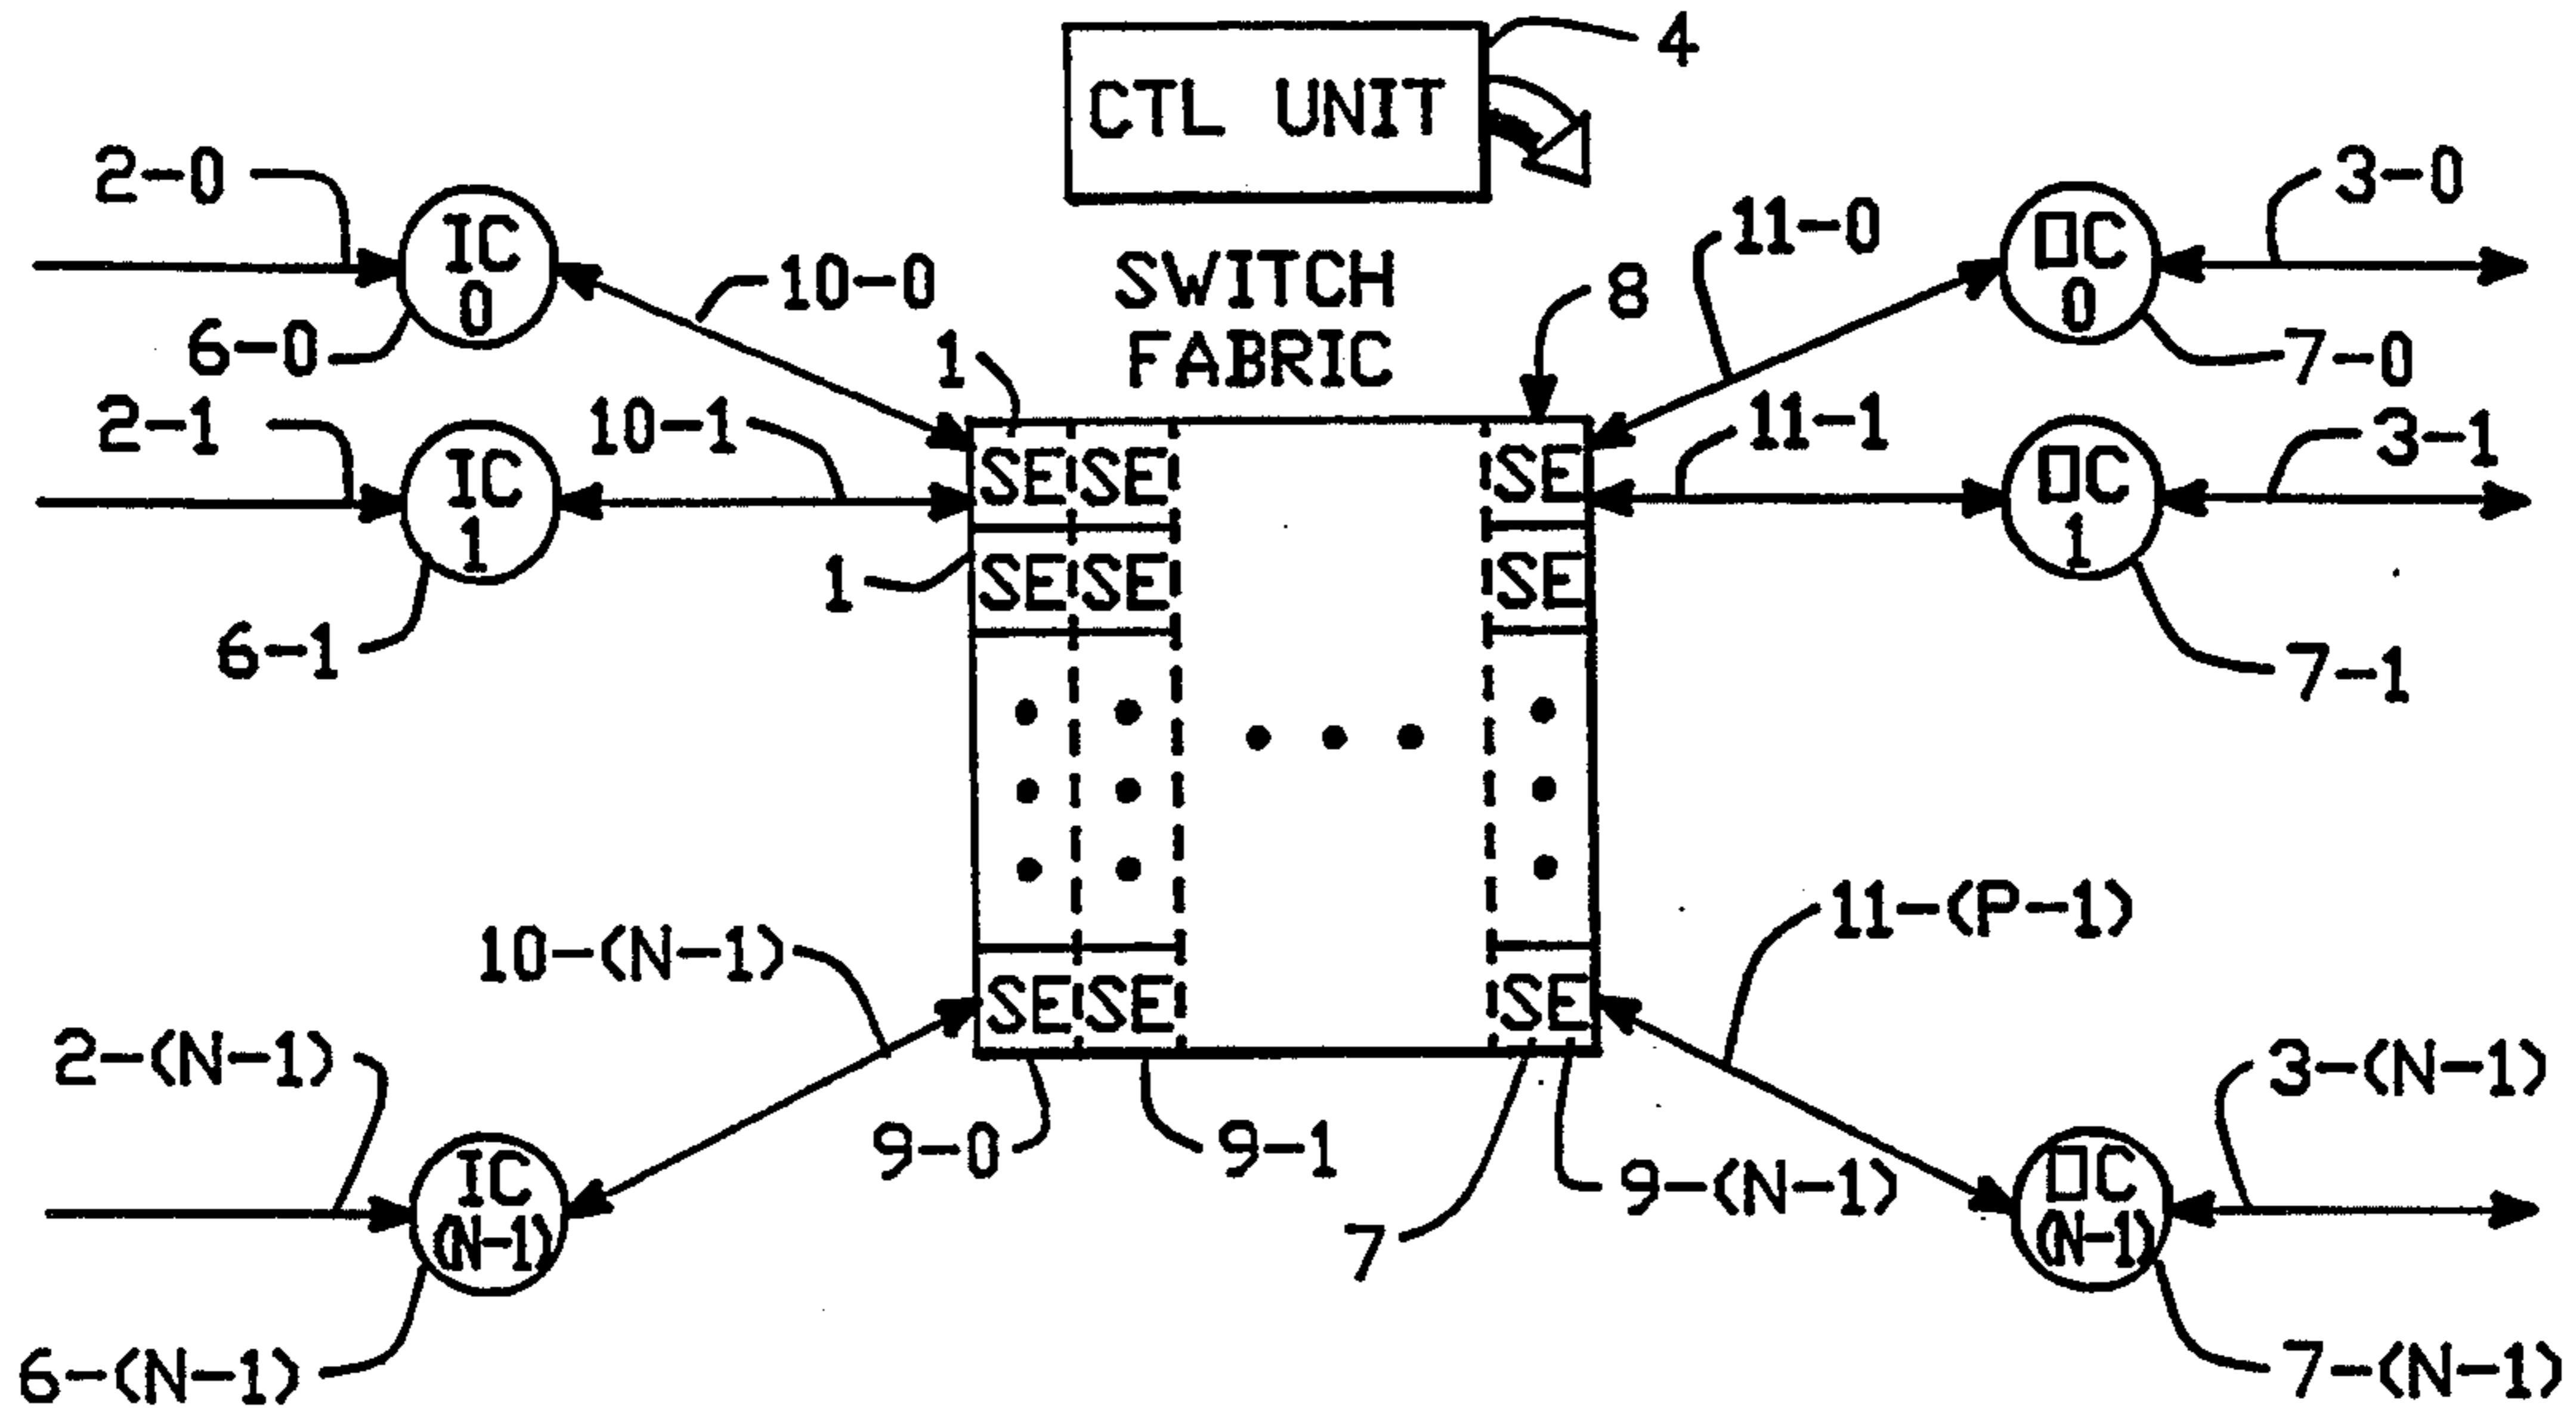 4
CTL UNIT
2-0
3-0
IC
0
OC
0
11-0
10-0
SWITCH
FABRIC
8
6-0
7-0
1
2-1
10-1
11-1
3-1
IC
1
OC
1
SE SE SE
1
SE SE SE
6-1
7-1
10-(N-1)
11-(P-1)
SE SE SE
2-(N-1)
3-(N-1)
9-0
9-1
9-(N-1)
7
IC
(N-1)
OC
(N-1)
6-(N-1)
7-(N-1)